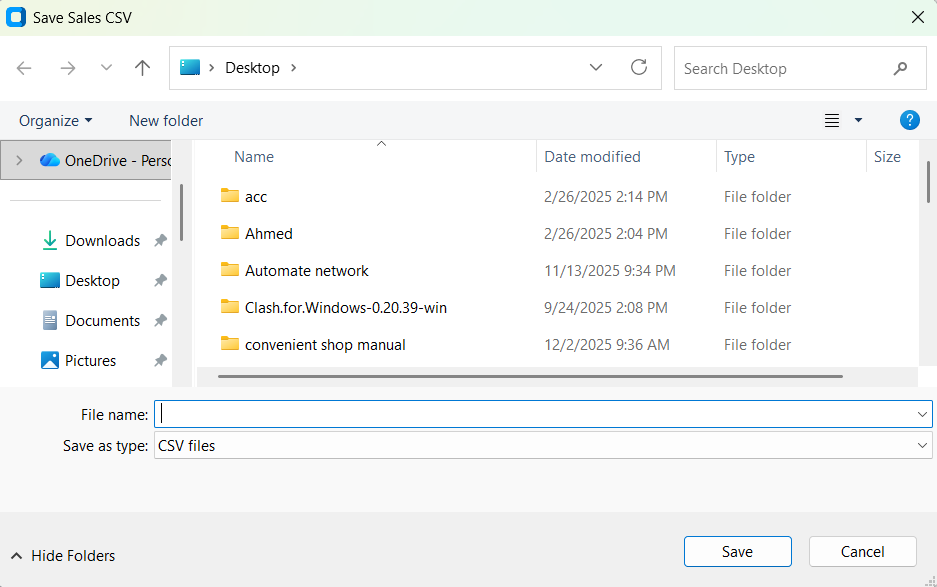 Save Sales CSV
Desktop
Search Desktop
Organize
New folder
?
OneDrive - Perso
Downloads
Desktop
Documents
Pictures
Name Date modified Type Size
acc 2/26/2025 2:14 PM File folder
Ahmed 2/26/2025 2:04 PM File folder
Automate network 11/13/2025 9:34 PM File folder
Clash.for.Windows-0.20.39-win 9/24/2025 2:08 PM File folder
convenient shop manual 12/2/2025 9:36 AM File folder
File name:
Save as type: CSV files
Hide Folders
Save
Cancel